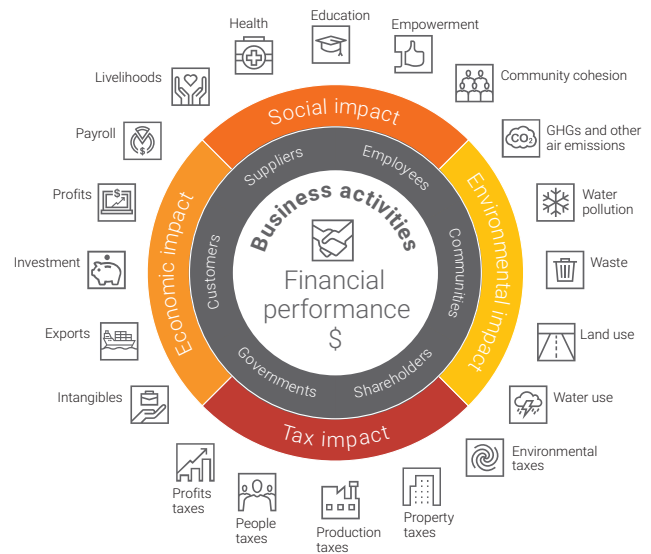 Education
Health
Empowerment
Livelihoods
Community cohesion
Payroll
GHGs and other
air emissions
CO₂
$
Profits
$
Water
pollution
Investment
Waste
Exports
Land use
Intangibles
Water use
Environmental
taxes
Profits
taxes
People
taxes
Production
taxes
Property
taxes
Social impact
Environmental impact
Tax impact
Economic impact
Suppliers
Employees
Communities
Shareholders
Governments
Customers
Business activities
Financial
performance
$